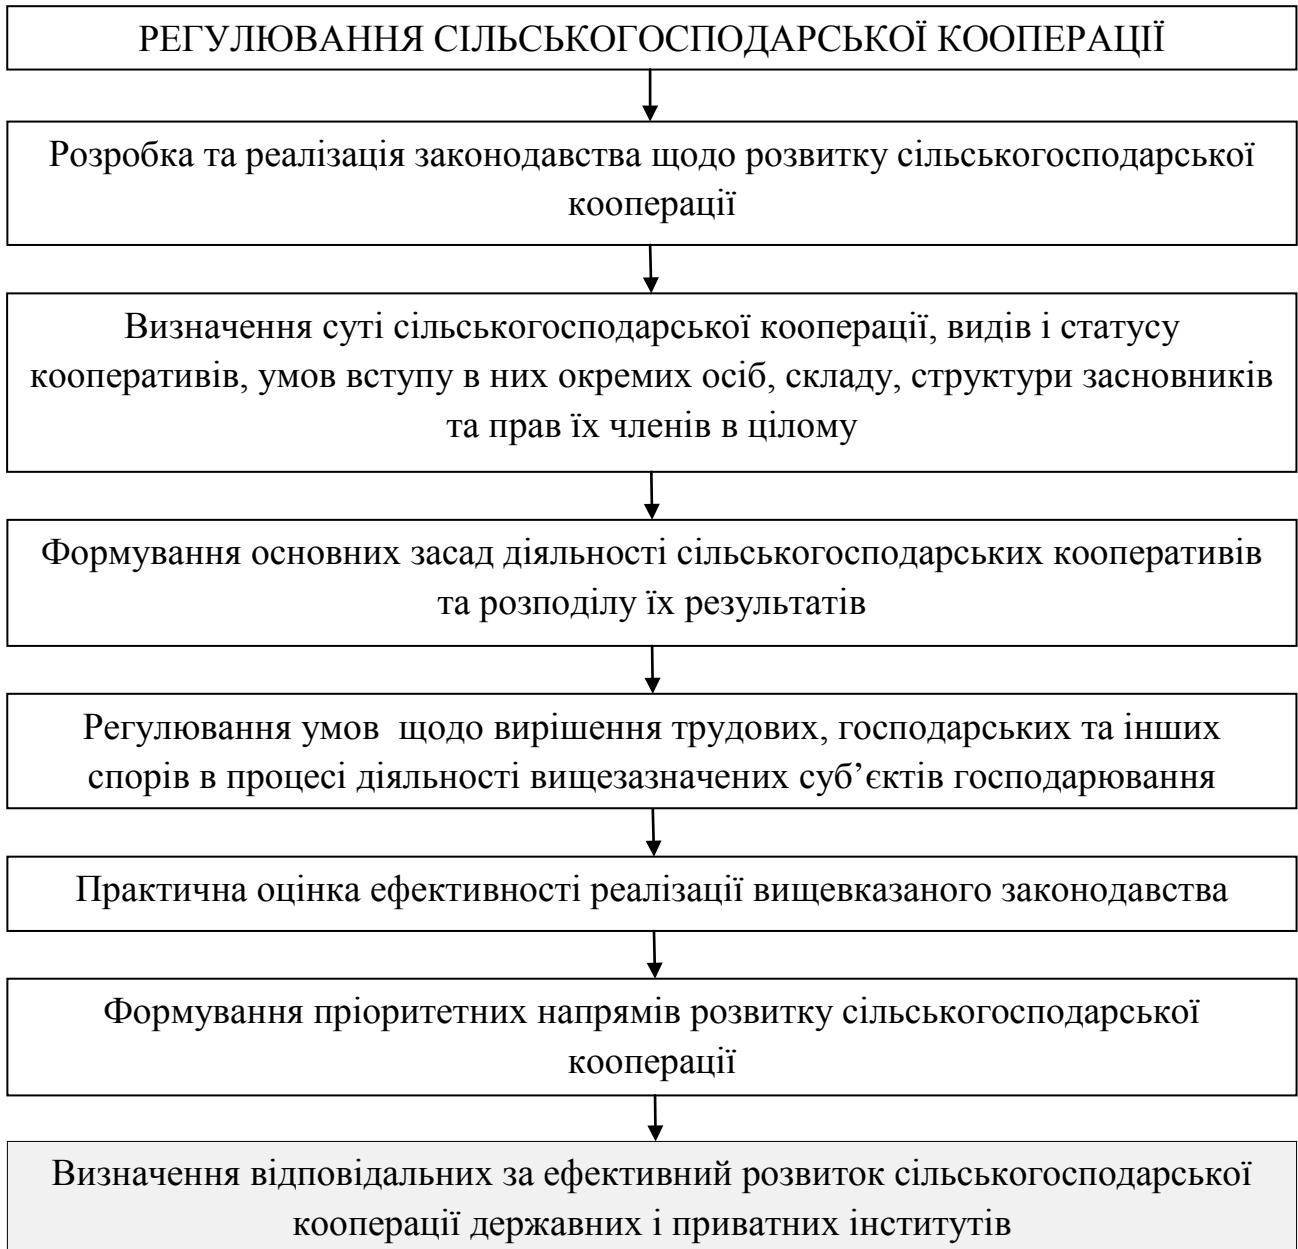 РЕГУЛЮВАННЯ СІЛЬСЬКОГОСПОДАРСЬКОЇ КООПЕРАЦІЇ
Розробка та реалізація законодавства щодо розвитку сільськогосподарської
кооперації
Визначення суті сільськогосподарської кооперації, видів і статусу
кооперативів, умов вступу в них окремих осіб, складу, структури засновників
та прав їх членів в цілому
Формування основних засад діяльності сільськогосподарських кооперативів
та розподілу їх результатів
Регулювання умов  щодо вирішення трудових, господарських та інших
спорів в процесі діяльності вищезазначених суб’єктів господарювання
Практична оцінка ефективності реалізації вищевказаного законодавства
Формування пріоритетних напрямів розвитку сільськогосподарської
кооперації
Визначення відповідальних за ефективний розвиток сільськогосподарської
кооперації державних і приватних інститутів